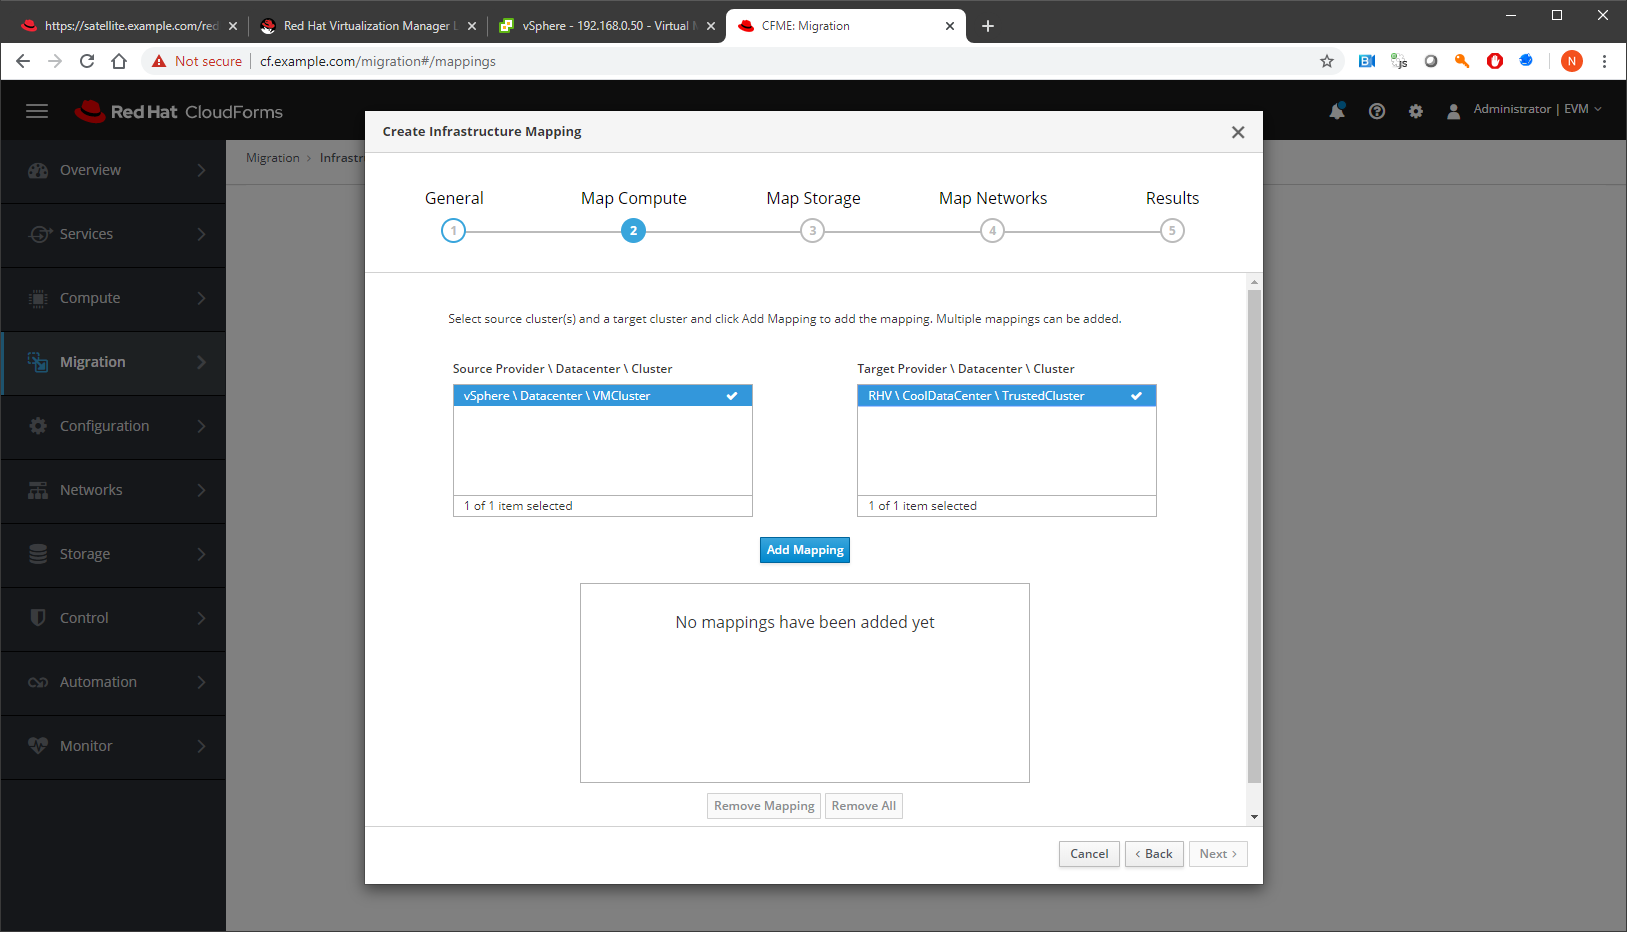 https://satellite.example.com/red
Red Hat Virtualization Manager
vSphere - 192.168.0.50 - Virtual
CFME: Migration
Not secure
cf.example.com/migration#/mappings
N
Red Hat CloudForms
Administrator | EVM
Create Infrastructure Mapping
Overview
Services
Compute
Migration
Configuration
Networks
Storage
Control
Automation
Monitor
Migration > Infrastr
General
Map Compute
Map Storage
Map Networks
Results
1
2
3
4
5
Select source cluster(s) and a target cluster and click Add Mapping to add the mapping. Multiple mappings can be added.
Source Provider \ Datacenter \ Cluster
vSphere \ Datacenter \ VMCluster
1 of 1 item selected
Target Provider \ Datacenter \ Cluster
RHV \ CoolDataCenter \ TrustedCluster
1 of 1 item selected
Add Mapping
No mappings have been added yet
Remove Mapping
Remove All
Cancel
< Back
Next >